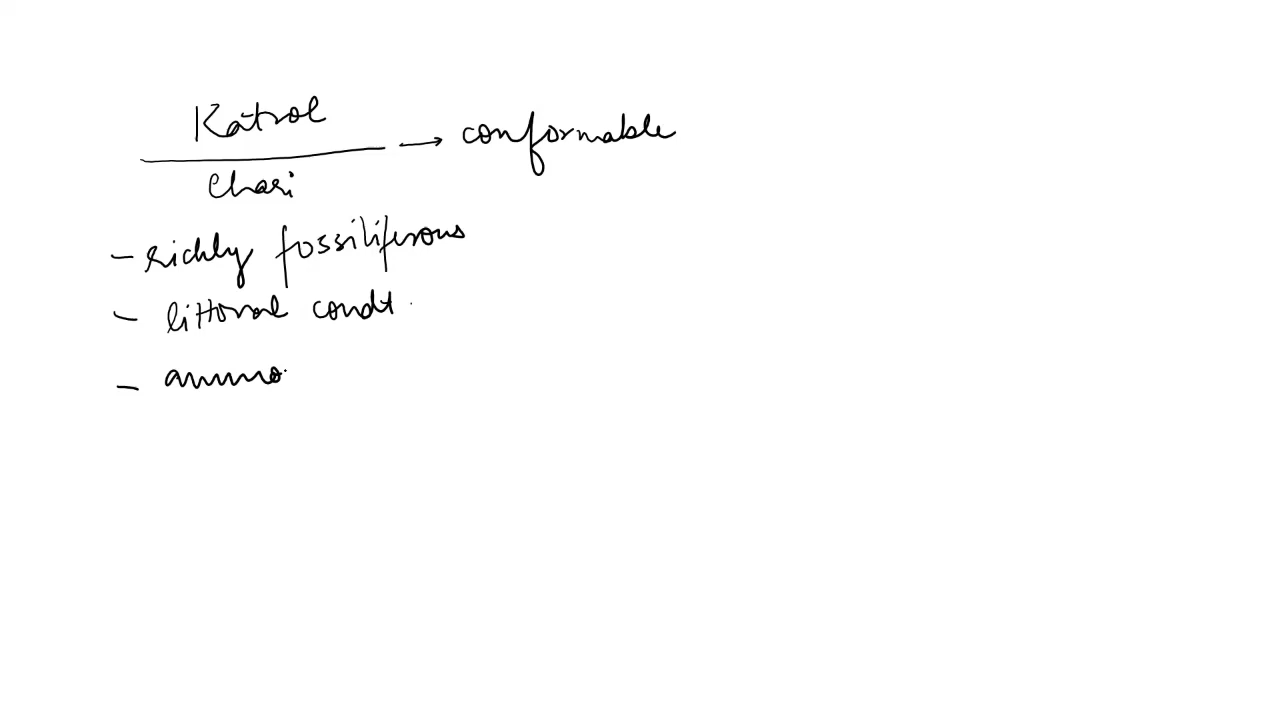 Katrol
→ conformable
Chari
- richly fossiliferous
- littoral condt.
- ammo